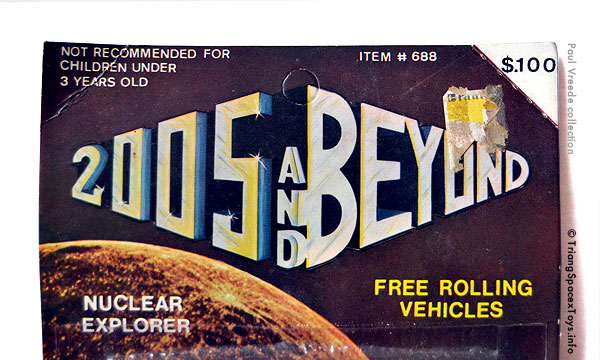 NOT RECOMMENDED FOR
CHILDREN UNDER
3 YEARS OLD
ITEM # 688
$.100
2005 AND BEYOND
NUCLEAR
EXPLORER
FREE ROLLING
VEHICLES
Paul Vreede collection
© TriangSpacexToys.info